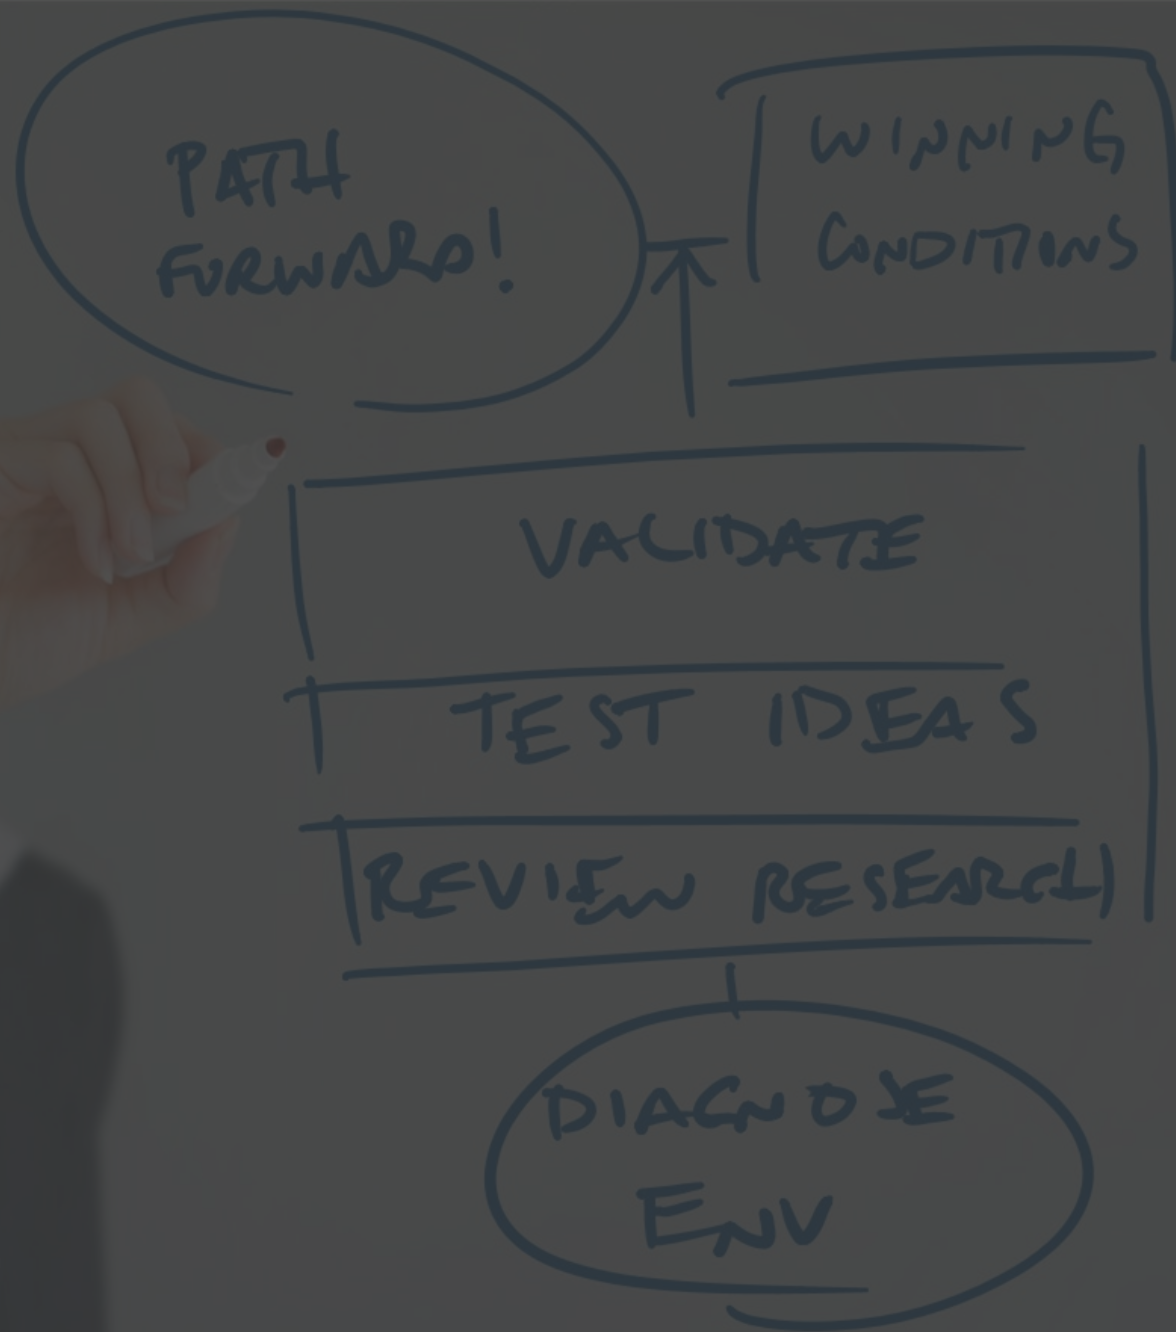 PATH
FORWARD!
WINNING
CONDITIONS
VALIDATE
TEST IDEAS
REVIEW RESEARCH
DIAGNOSE
ENV